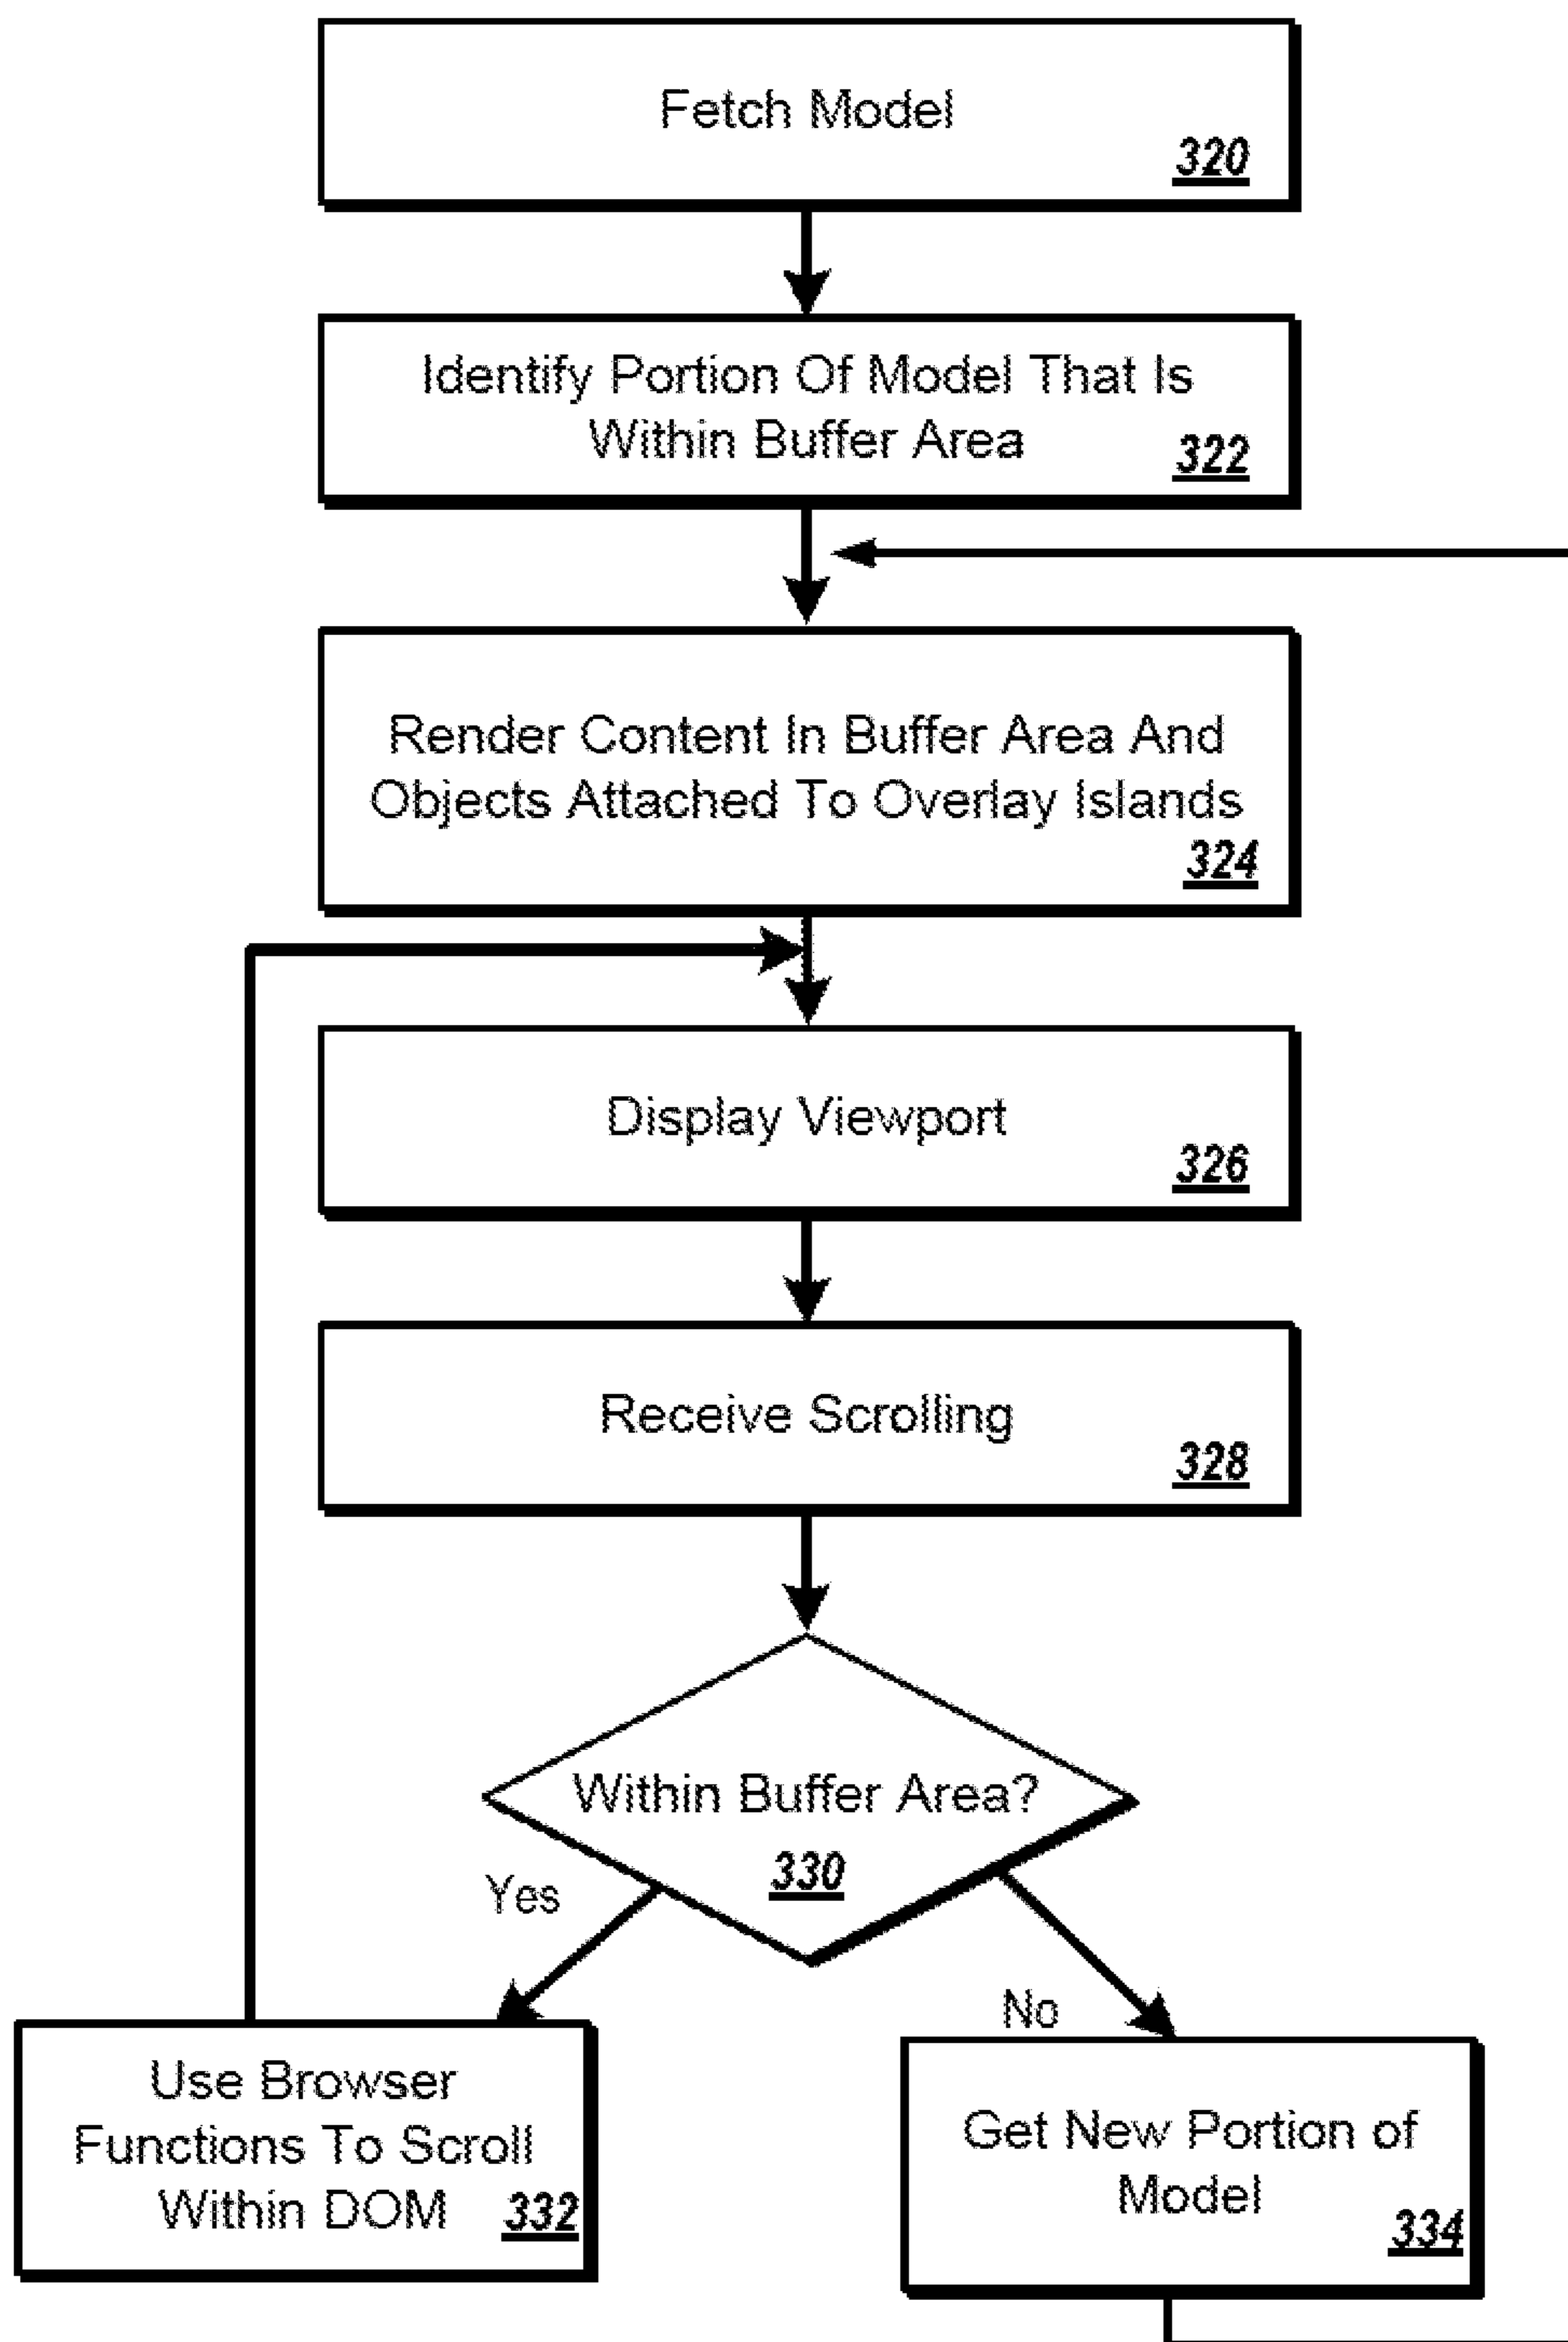 Fetch Model
320
Identify Portion Of Model That Is
Within Buffer Area
322
Render Content In Buffer Area And
Objects Attached To Overlay Islands
324
Display Viewport
326
Receive Scrolling
328
Within Buffer Area?
330
Yes
No
Use Browser
Functions To Scroll
Within DOM
332
Get New Portion of
Model
334